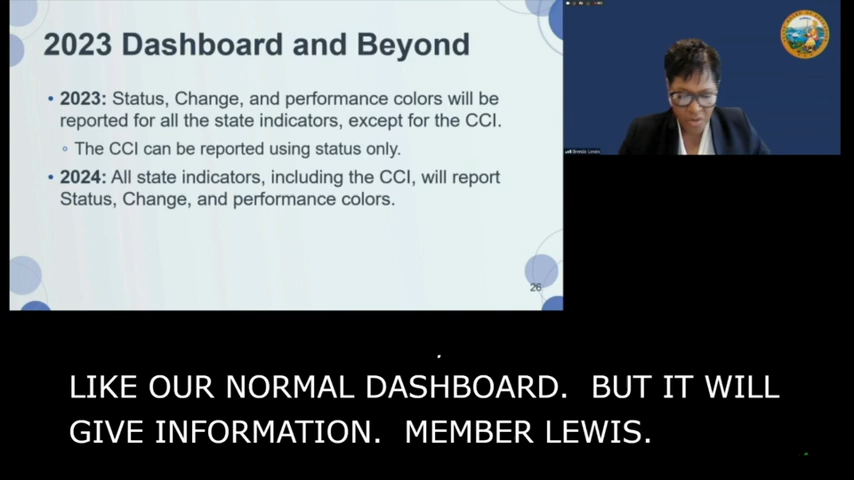 2023 Dashboard and Beyond
• 2023: Status, Change, and performance colors will be
reported for all the state indicators, except for the CCI.
◦ The CCI can be reported using status only.
• 2024: All state indicators, including the CCI, will report
Status, Change, and performance colors.
26
Brenda Lewis
LIKE OUR NORMAL DASHBOARD. BUT IT WILL
GIVE INFORMATION. MEMBER LEWIS.